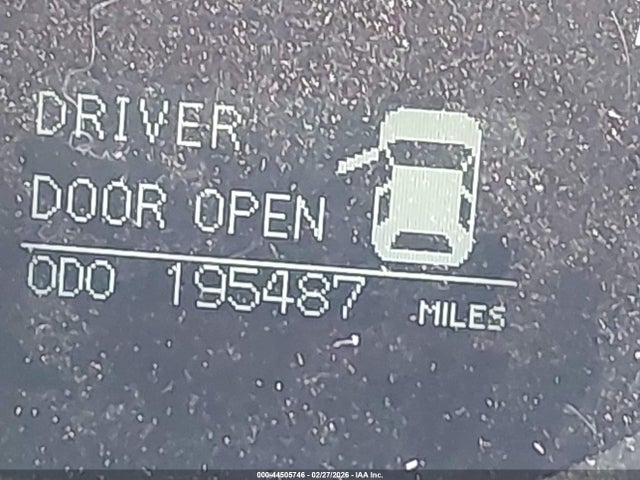 DRIVER
DOOR OPEN
ODO 195487 MILES
000-44505746 - 02/27/2026 - IAA Inc.